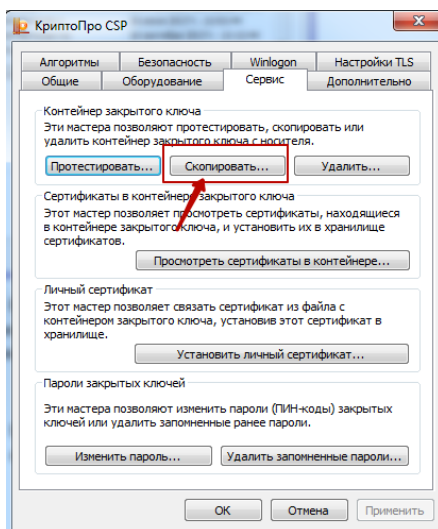 КриптоПро CSP
Алгоритмы Безопасность Winlogon Настройки TLS
Общие Оборудование Сервис Дополнительно
Контейнер закрытого ключа
Эти мастера позволяют протестировать, скопировать или
удалить контейнер закрытого ключа с носителя.
Протестировать... Скопировать... Удалить...
Сертификаты в контейнере закрытого ключа
Этот мастер позволяет просмотреть сертификаты, находящиеся
в контейнере закрытого ключа, и установить их в хранилище
сертификатов.
Просмотреть сертификаты в контейнере...
Личный сертификат
Этот мастер позволяет связать сертификат из файла с
контейнером закрытого ключа, установив этот сертификат в
хранилище.
Установить личный сертификат...
Пароли закрытых ключей
Эти мастера позволяют изменить пароли (ПИН-коды) закрытых
ключей или удалить запомненные ранее пароли.
Изменить пароль... Удалить запомненные пароли...
ОК Отмена Применить